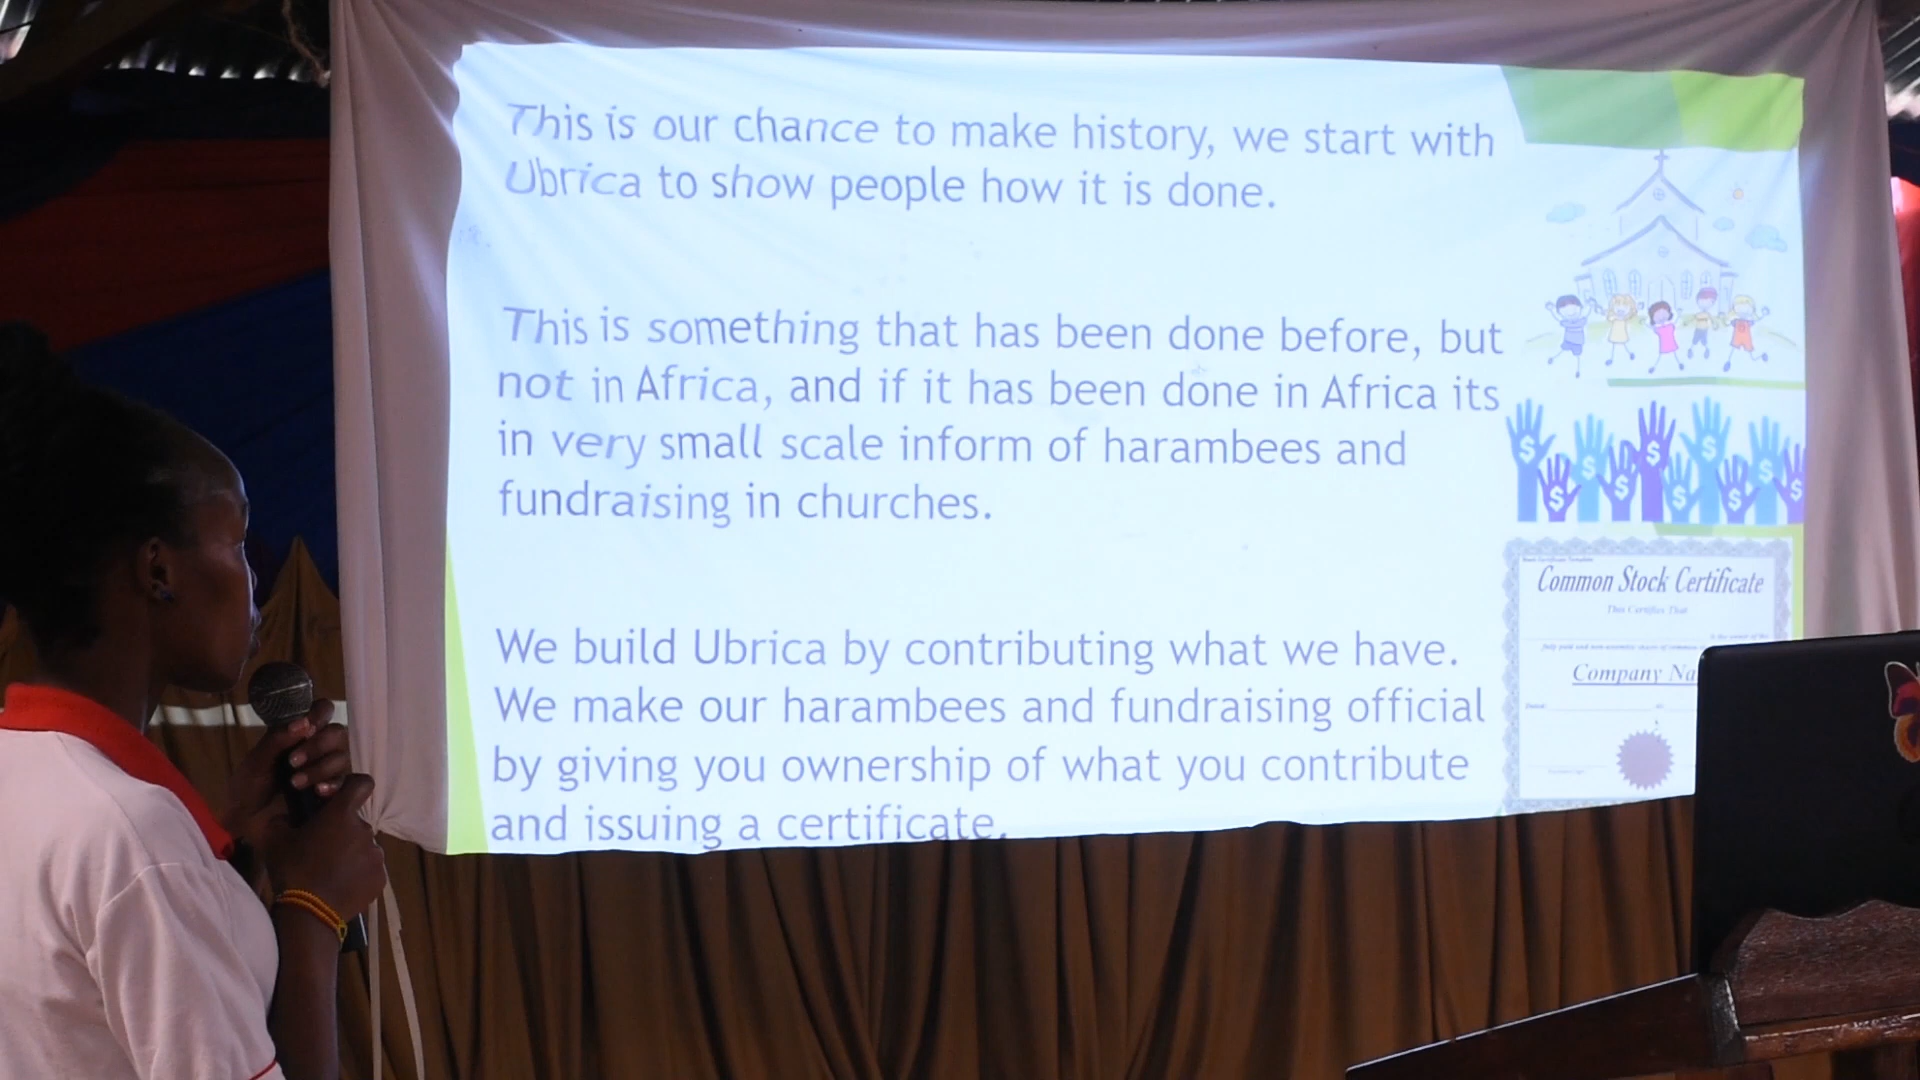 This is our chance to make history, we start with
Ubrica to show people how it is done.
This is something that has been done before, but
not in Africa, and if it has been done in Africa its
in very small scale inform of harambees and
fundraising in churches.
We build Ubrica by contributing what we have.
We make our harambees and fundraising official
by giving you ownership of what you contribute
and issuing a certificate.
$ $ $ $ $ $ $ $ $
Common Stock Certificate
This Certifies That
Company Na